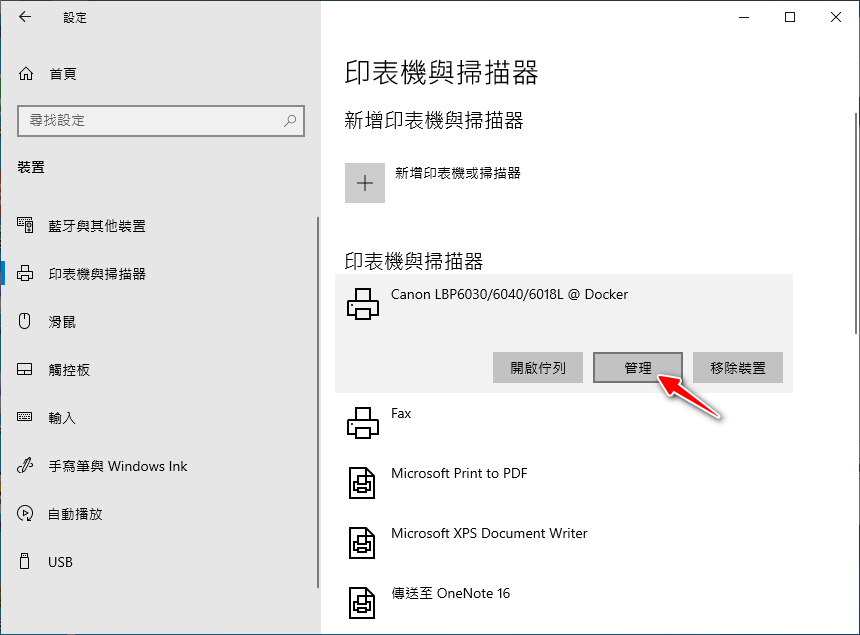 設定
首頁
尋找設定
裝置
藍牙與其他裝置
印表機與掃描器
滑鼠
觸控板
輸入
手寫筆與 Windows Ink
自動播放
USB
印表機與掃描器
新增印表機與掃描器
新增印表機或掃描器
印表機與掃描器
Canon LBP6030/6040/6018L @ Docker
開啟佇列 管理 移除裝置
Fax
Microsoft Print to PDF
Microsoft XPS Document Writer
傳送至 OneNote 16